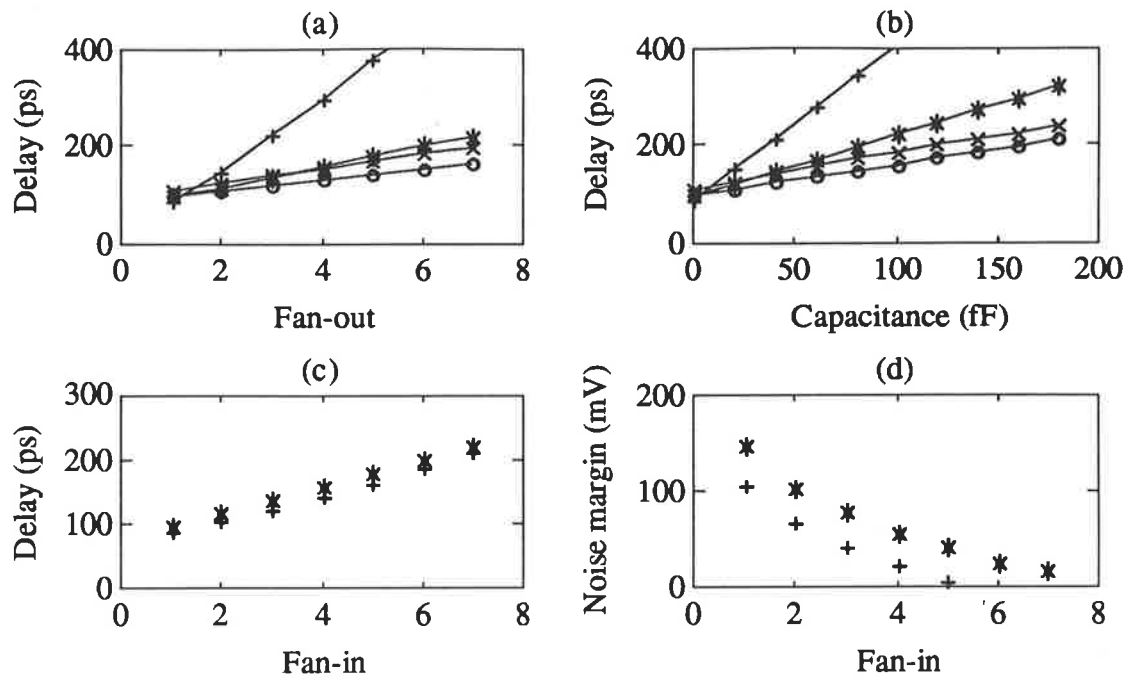 (a)
Delay (ps)
400
200
0
0 2 4 6 8
Fan-out
(b)
Delay (ps)
400
200
0
0 50 100 150 200
Capacitance (fF)
(c)
Delay (ps)
300
200
100
0
0 2 4 6 8
Fan-in
(d)
Noise margin (mV)
200
100
0
0 2 4 6 8
Fan-in